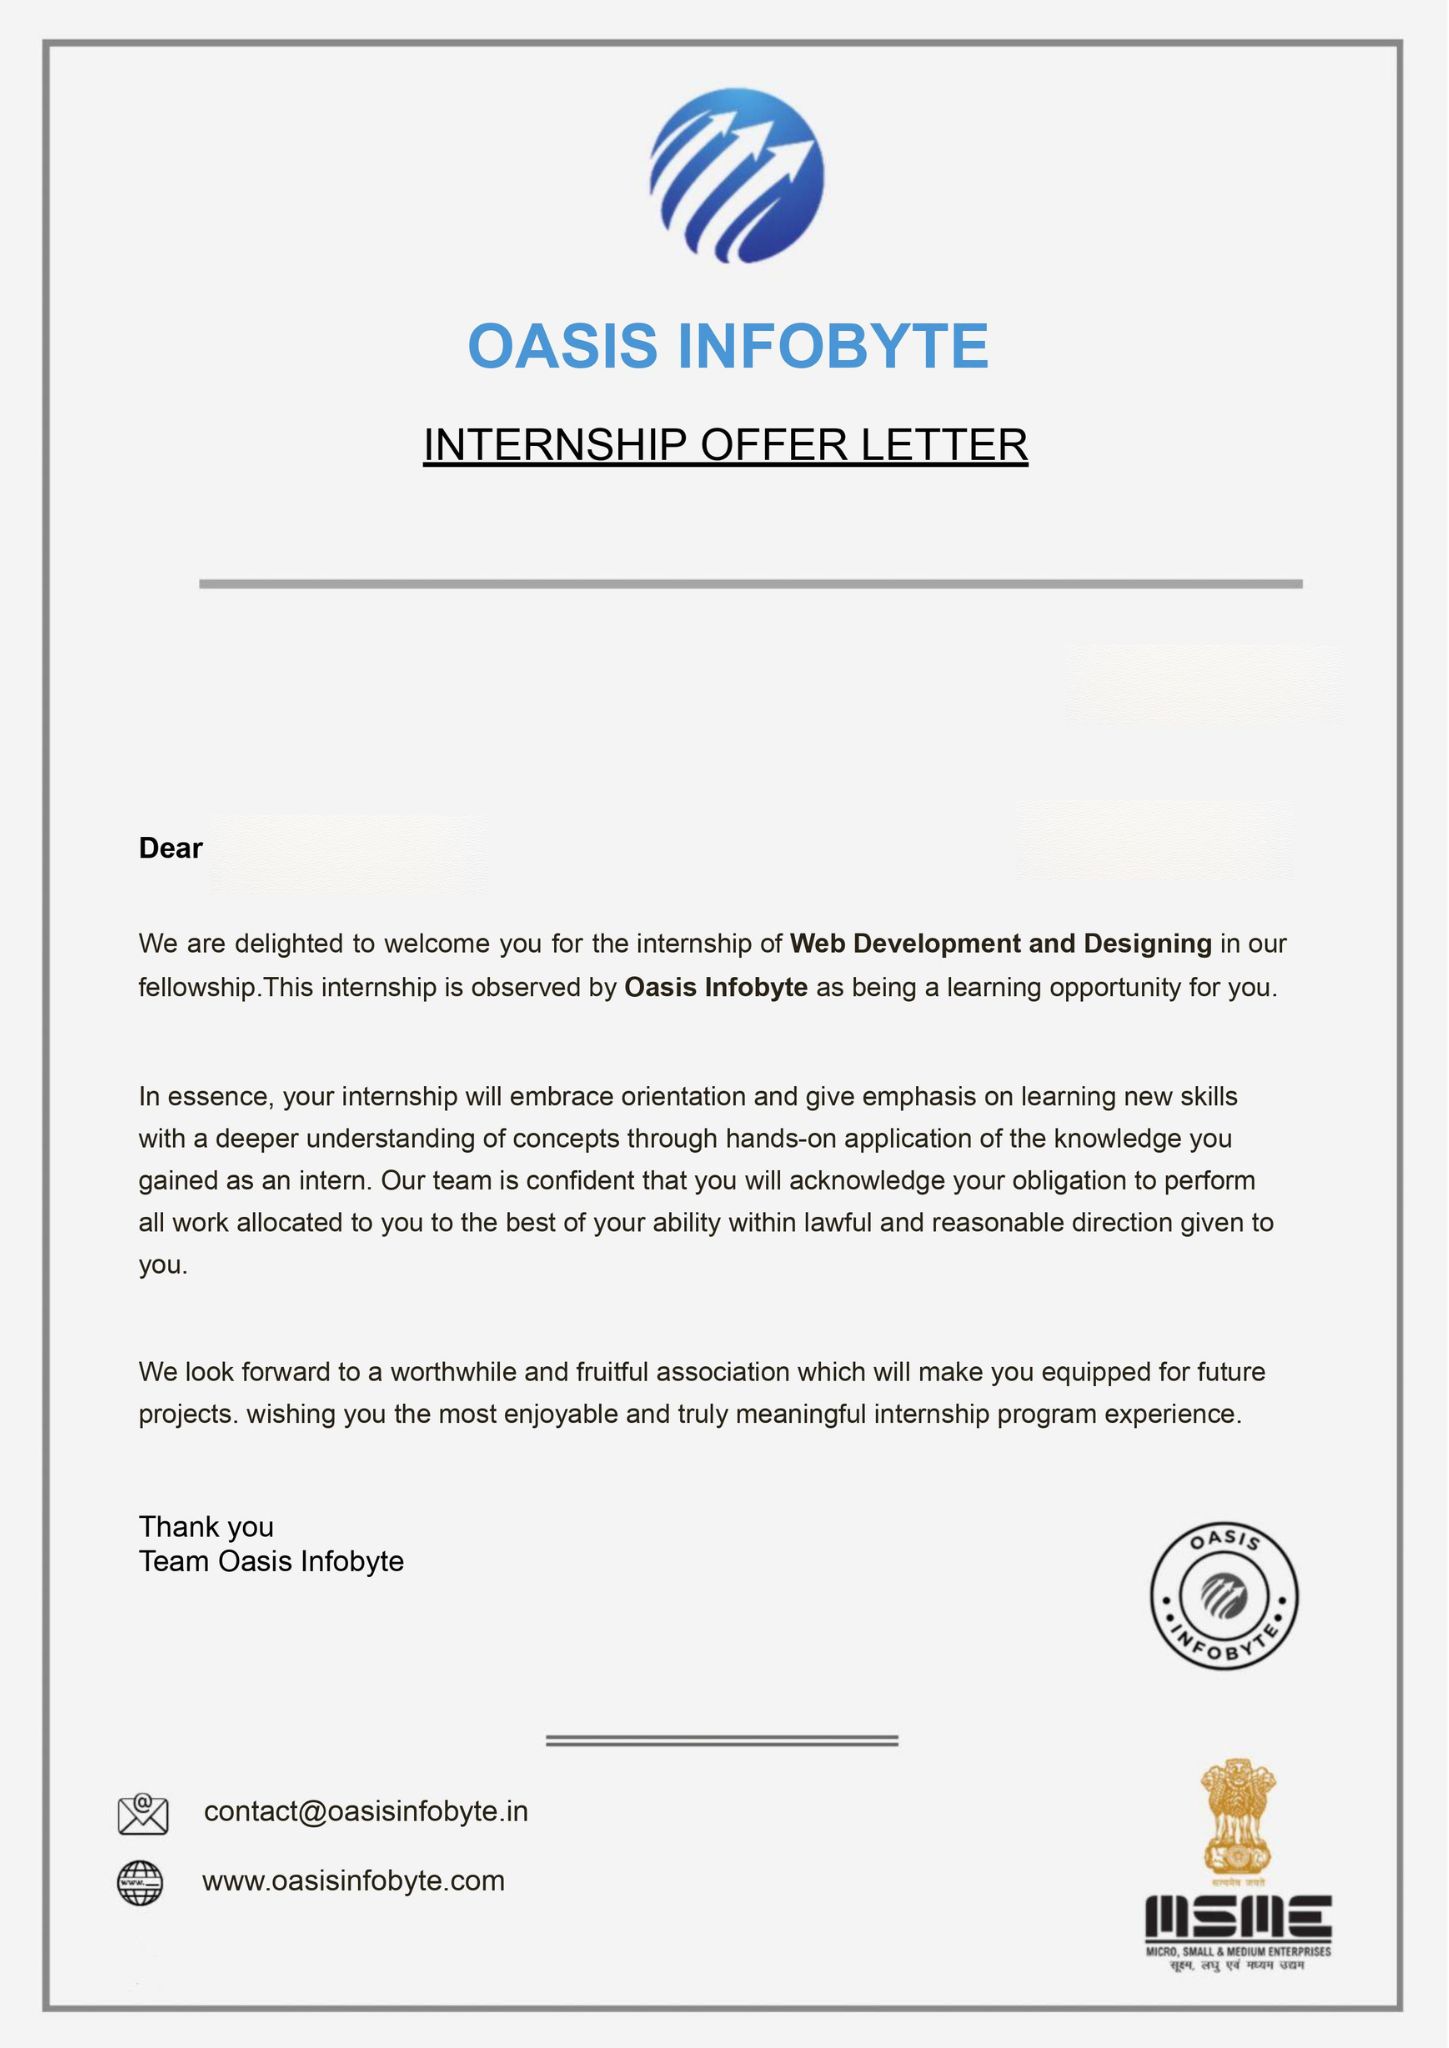 OASIS INFOBYTE
INTERNSHIP OFFER LETTER
Dear
We are delighted to welcome you for the internship of Web Development and Designing in our
fellowship.This internship is observed by Oasis Infobyte as being a learning opportunity for you.
In essence, your internship will embrace orientation and give emphasis on learning new skills
with a deeper understanding of concepts through hands-on application of the knowledge you
gained as an intern. Our team is confident that you will acknowledge your obligation to perform
all work allocated to you to the best of your ability within lawful and reasonable direction given to
you.
We look forward to a worthwhile and fruitful association which will make you equipped for future
projects. wishing you the most enjoyable and truly meaningful internship program experience.
Thank you
Team Oasis Infobyte
OASIS
INFOBYTE
contact@oasisinfobyte.in
www.
www.oasisinfobyte.com
सत्यमेव जयते
MSME
MICRO, SMALL & MEDIUM ENTERPRISES
सूक्ष्म, लघु एवं मध्यम उद्यम